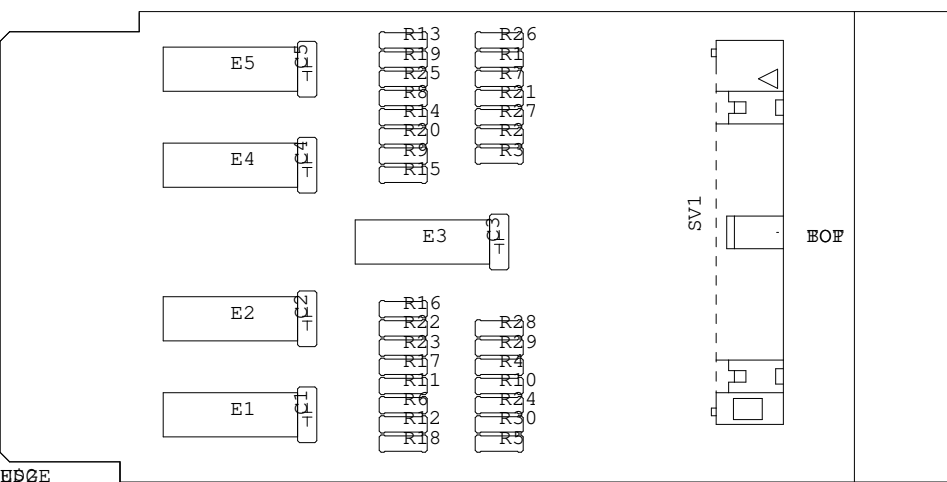 R13 R26
R19 R1
E5 C5
R25 R7
R8 R21
R14 R27
R20 R2
E4 C4
R9 R3
R15
SV1
E3 C3
R16
E2 C2
R22 R28
R23 R29
R17 R4
R11 R10
E1 C1
R6 R24
R12 R30
R18 R5